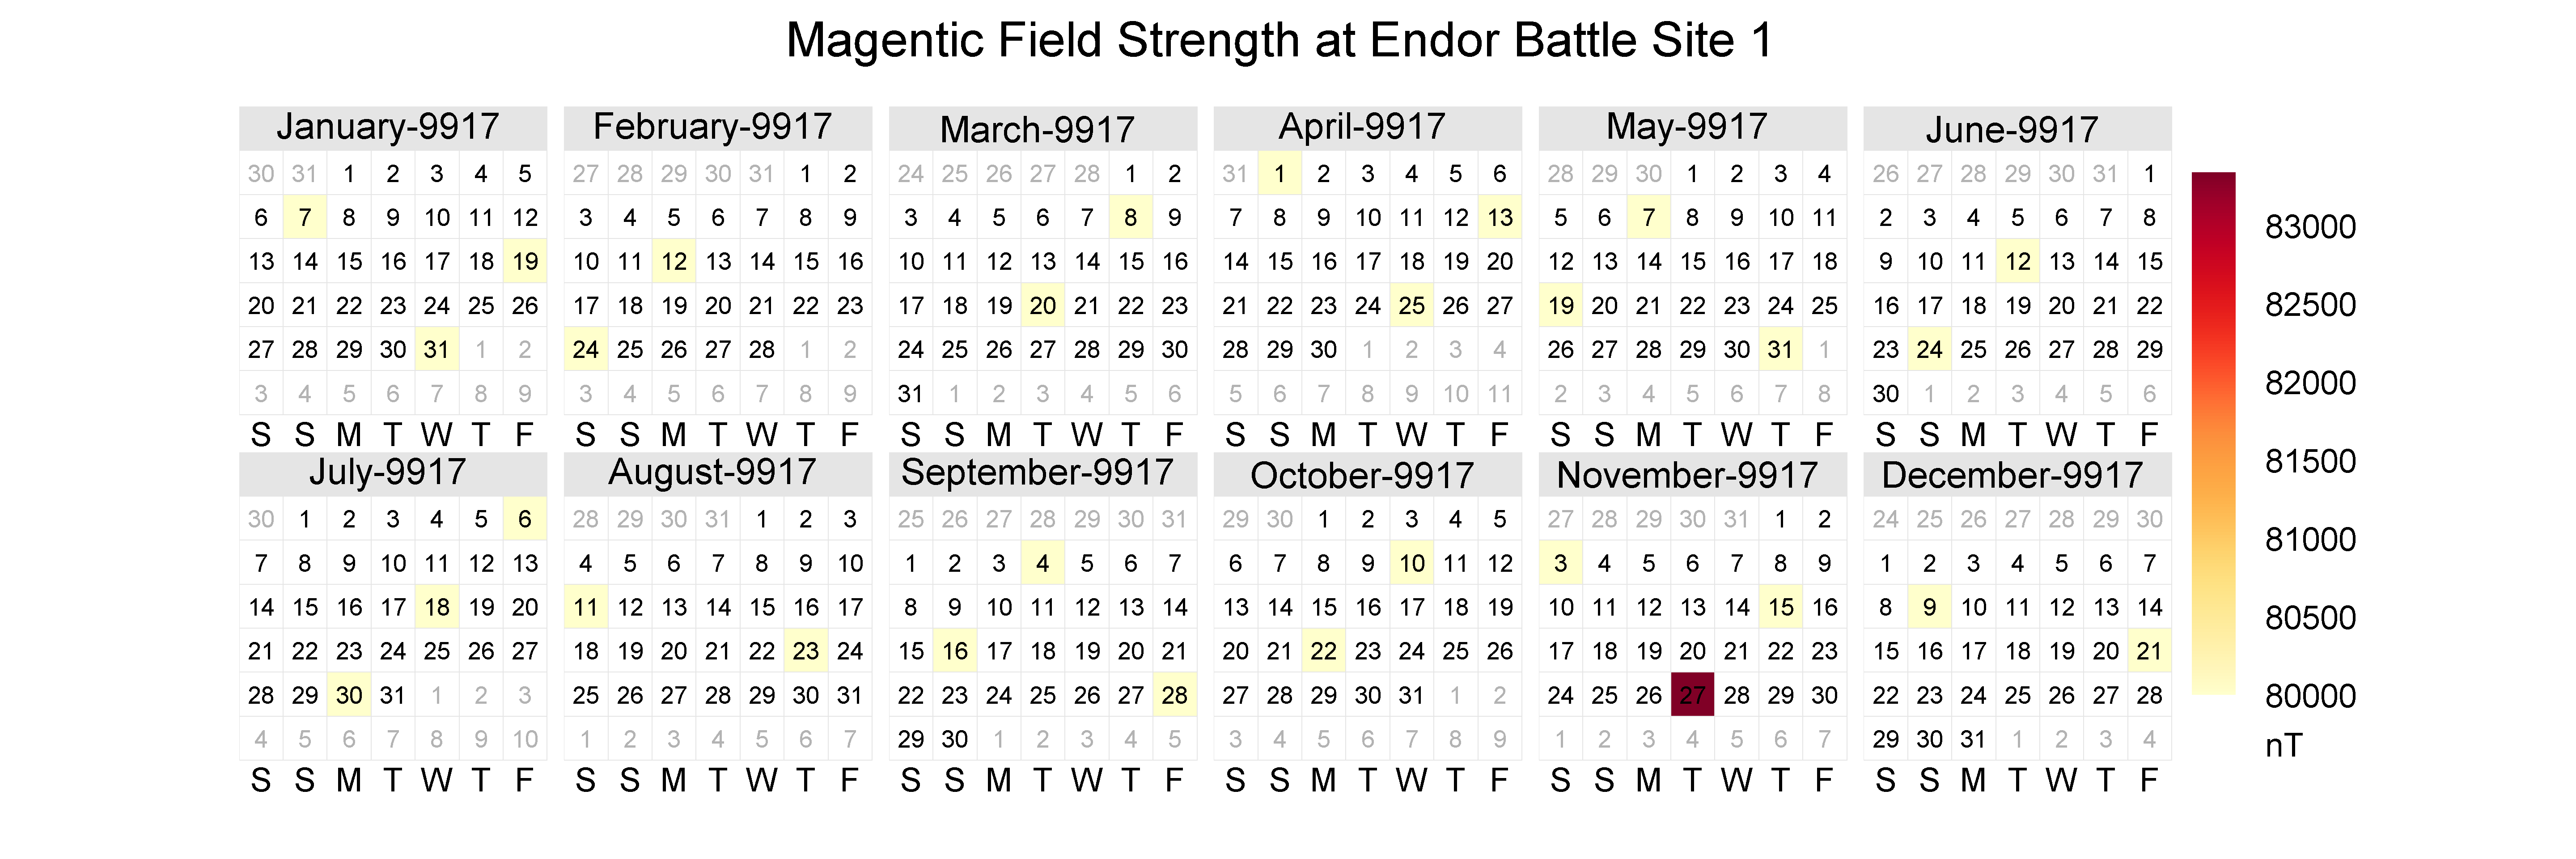 Magentic Field Strength at Endor Battle Site 1
January-9917 February-9917 March-9917 April-9917 May-9917 June-9917
30 31 1 2 3 4 5 27 28 29 30 31 1 2 24 25 26 27 28 1 2 31 1 2 3 4 5 6 28 29 30 1 2 3 4 26 27 28 29 30 31 1
6 7 8 9 10 11 12 3 4 5 6 7 8 9 3 4 5 6 7 8 9 7 8 9 10 11 12 13 5 6 7 8 9 10 11 2 3 4 5 6 7 8
83000
13 14 15 16 17 18 19 10 11 12 13 14 15 16 10 11 12 13 14 15 16 14 15 16 17 18 19 20 12 13 14 15 16 17 18 9 10 11 12 13 14 15
82500
20 21 22 23 24 25 26 17 18 19 20 21 22 23 17 18 19 20 21 22 23 21 22 23 24 25 26 27 19 20 21 22 23 24 25 16 17 18 19 20 21 22
27 28 29 30 31 1 2 24 25 26 27 28 1 2 24 25 26 27 28 29 30 28 29 30 1 2 3 4 26 27 28 29 30 31 1 23 24 25 26 27 28 29
82000
3 4 5 6 7 8 9 3 4 5 6 7 8 9 31 1 2 3 4 5 6 5 6 7 8 9 10 11 2 3 4 5 6 7 8 30 1 2 3 4 5 6
S S M T W T F S S M T W T F S S M T W T F S S M T W T F S S M T W T F S S M T W T F
81500
July-9917 August-9917 September-9917 October-9917 November-9917 December-9917
30 1 2 3 4 5 6 28 29 30 31 1 2 3 25 26 27 28 29 30 31 29 30 1 2 3 4 5 27 28 29 30 31 1 2 24 25 26 27 28 29 30
81000
7 8 9 10 11 12 13 4 5 6 7 8 9 10 1 2 3 4 5 6 7 6 7 8 9 10 11 12 3 4 5 6 7 8 9 1 2 3 4 5 6 7
14 15 16 17 18 19 20 11 12 13 14 15 16 17 8 9 10 11 12 13 14 13 14 15 16 17 18 19 10 11 12 13 14 15 16 8 9 10 11 12 13 14
80500
21 22 23 24 25 26 27 18 19 20 21 22 23 24 15 16 17 18 19 20 21 20 21 22 23 24 25 26 17 18 19 20 21 22 23 15 16 17 18 19 20 21
28 29 30 31 1 2 3 25 26 27 28 29 30 31 22 23 24 25 26 27 28 27 28 29 30 31 1 2 24 25 26 27 28 29 30 22 23 24 25 26 27 28
80000
4 5 6 7 8 9 10 1 2 3 4 5 6 7 29 30 1 2 3 4 5 3 4 5 6 7 8 9 1 2 3 4 5 6 7 29 30 31 1 2 3 4
nT
S S M T W T F S S M T W T F S S M T W T F S S M T W T F S S M T W T F S S M T W T F